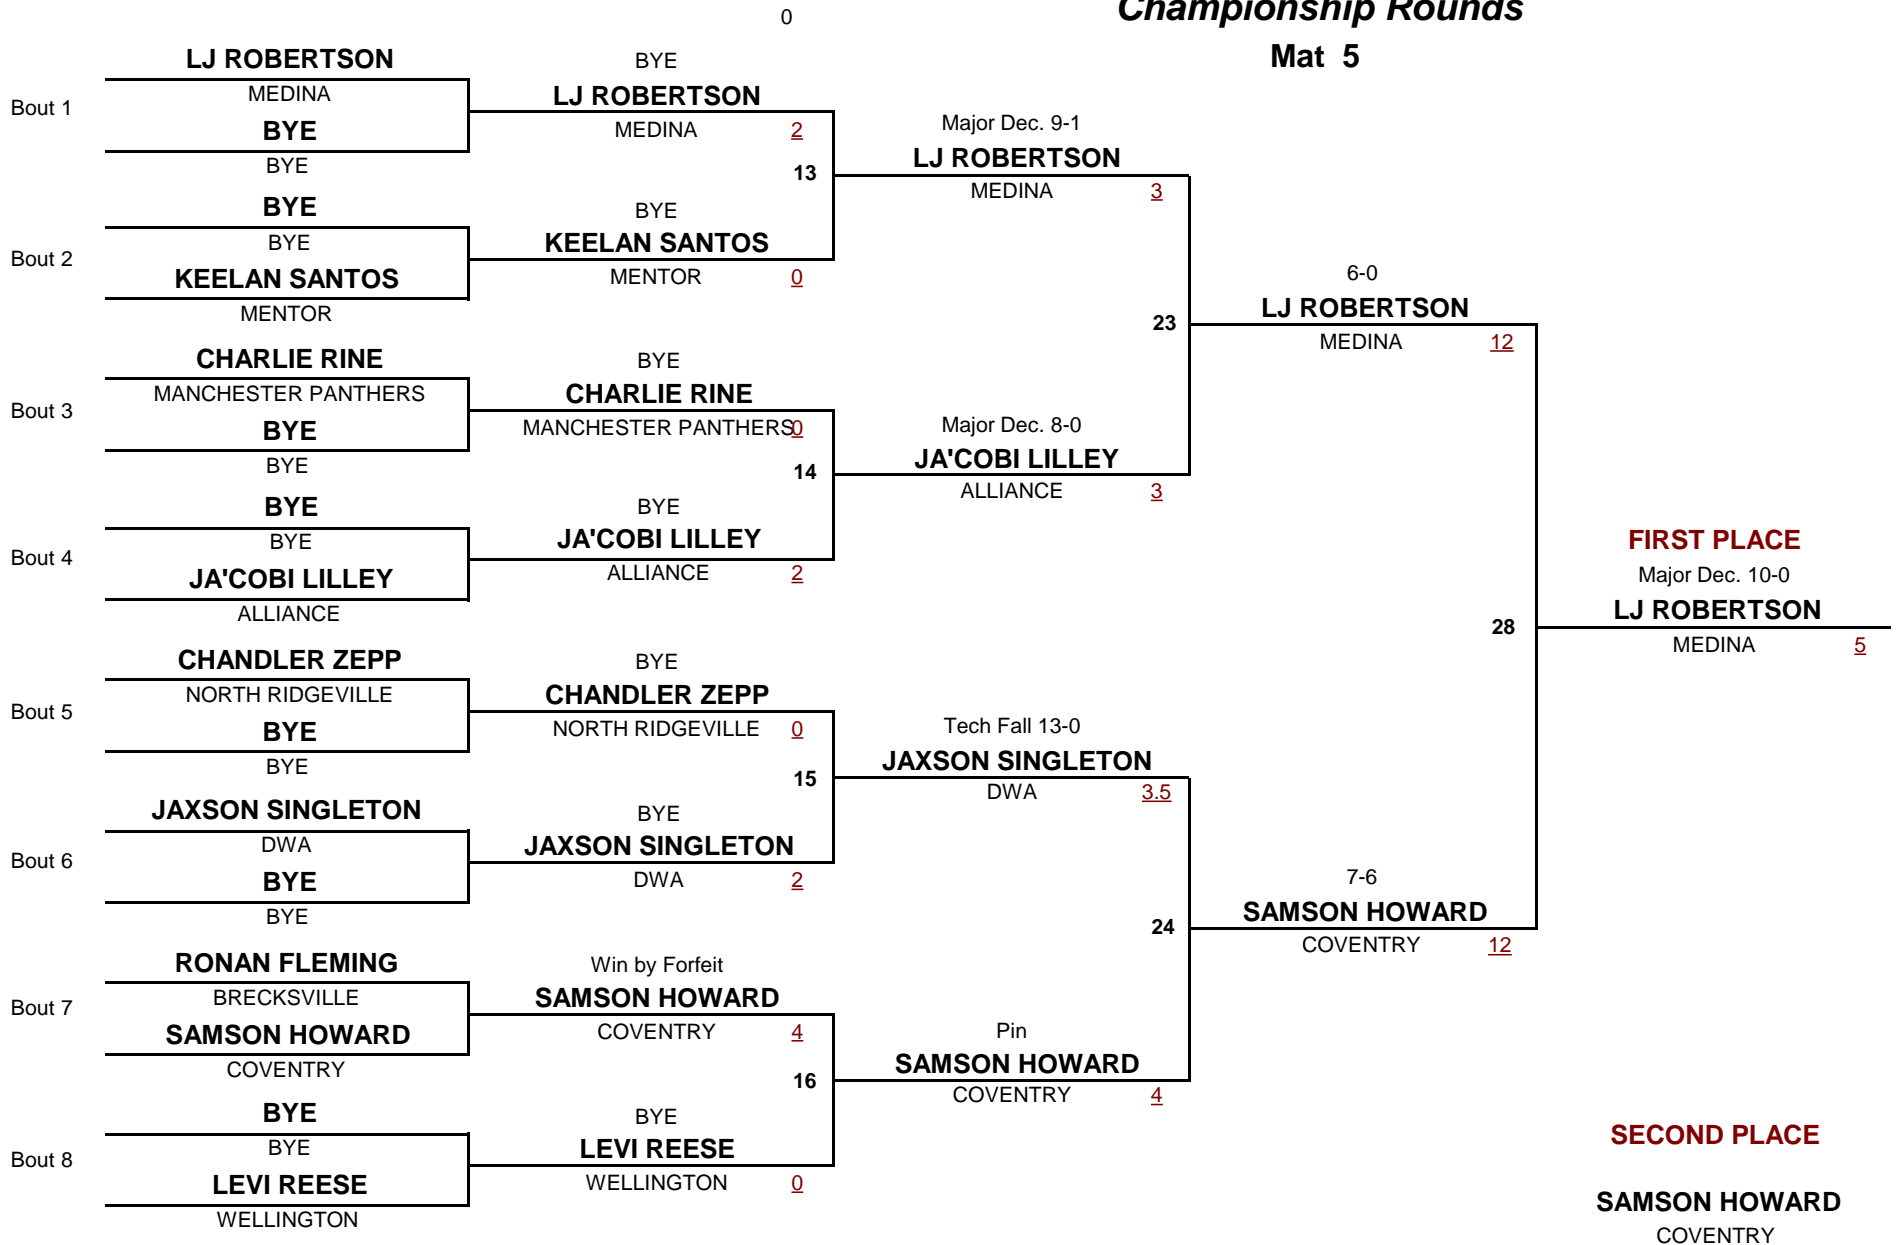 0
Championship Rounds
Mat 5
LJ ROBERTSON
MEDINA
Bout 1
BYE
BYE
BYE
BYE
Bout 2
KEELAN SANTOS
MENTOR
CHARLIE RINE
MANCHESTER PANTHERS
Bout 3
BYE
BYE
BYE
BYE
Bout 4
JA'COBI LILLEY
ALLIANCE
CHANDLER ZEPP
NORTH RIDGEVILLE
Bout 5
BYE
BYE
JAXSON SINGLETON
DWA
Bout 6
BYE
BYE
RONAN FLEMING
BRECKSVILLE
Bout 7
SAMSON HOWARD
COVENTRY
BYE
BYE
Bout 8
LEVI REESE
WELLINGTON
BYE
LJ ROBERTSON
MEDINA 2
13
BYE
KEELAN SANTOS
MENTOR 0
BYE
CHARLIE RINE
MANCHESTER PANTHERS 0
14
BYE
JA'COBI LILLEY
ALLIANCE 2
BYE
CHANDLER ZEPP
NORTH RIDGEVILLE 0
15
BYE
JAXSON SINGLETON
DWA 2
Win by Forfeit
SAMSON HOWARD
COVENTRY 4
16
BYE
LEVI REESE
WELLINGTON 0
Major Dec. 9-1
LJ ROBERTSON
MEDINA 3
23
Major Dec. 8-0
JA'COBI LILLEY
ALLIANCE 3
Tech Fall 13-0
JAXSON SINGLETON
DWA 3.5
24
Pin
SAMSON HOWARD
COVENTRY 4
6-0
LJ ROBERTSON
MEDINA 12
28
7-6
SAMSON HOWARD
COVENTRY 12
FIRST PLACE
Major Dec. 10-0
LJ ROBERTSON
MEDINA 5
SECOND PLACE
SAMSON HOWARD
COVENTRY